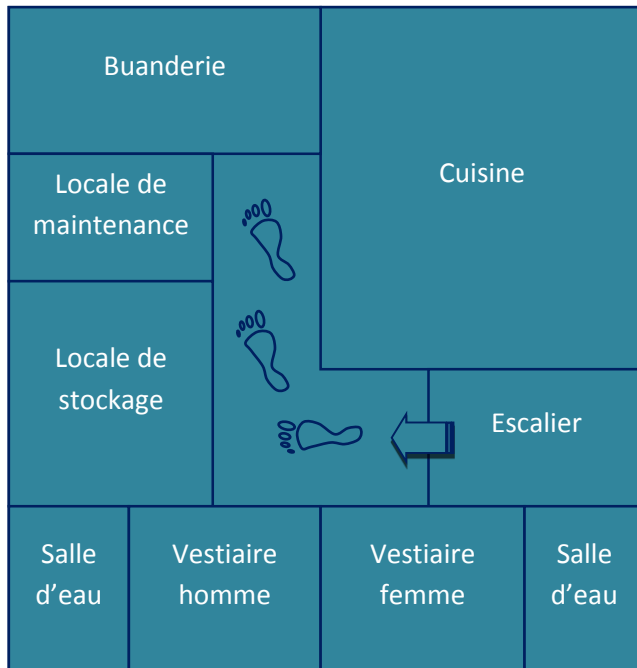 Buanderie
Cuisine
Locale de
maintenance
Locale de
stockage
Escalier
Salle
d'eau
Vestiaire
homme
Vestiaire
femme
Salle
d'eau